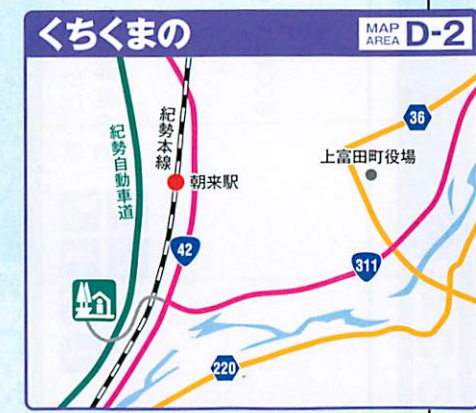 くちくまの
MAP
AREA D-2
36
紀勢本線
紀勢自動車道
上富田町役場
朝来駅
42
311
220